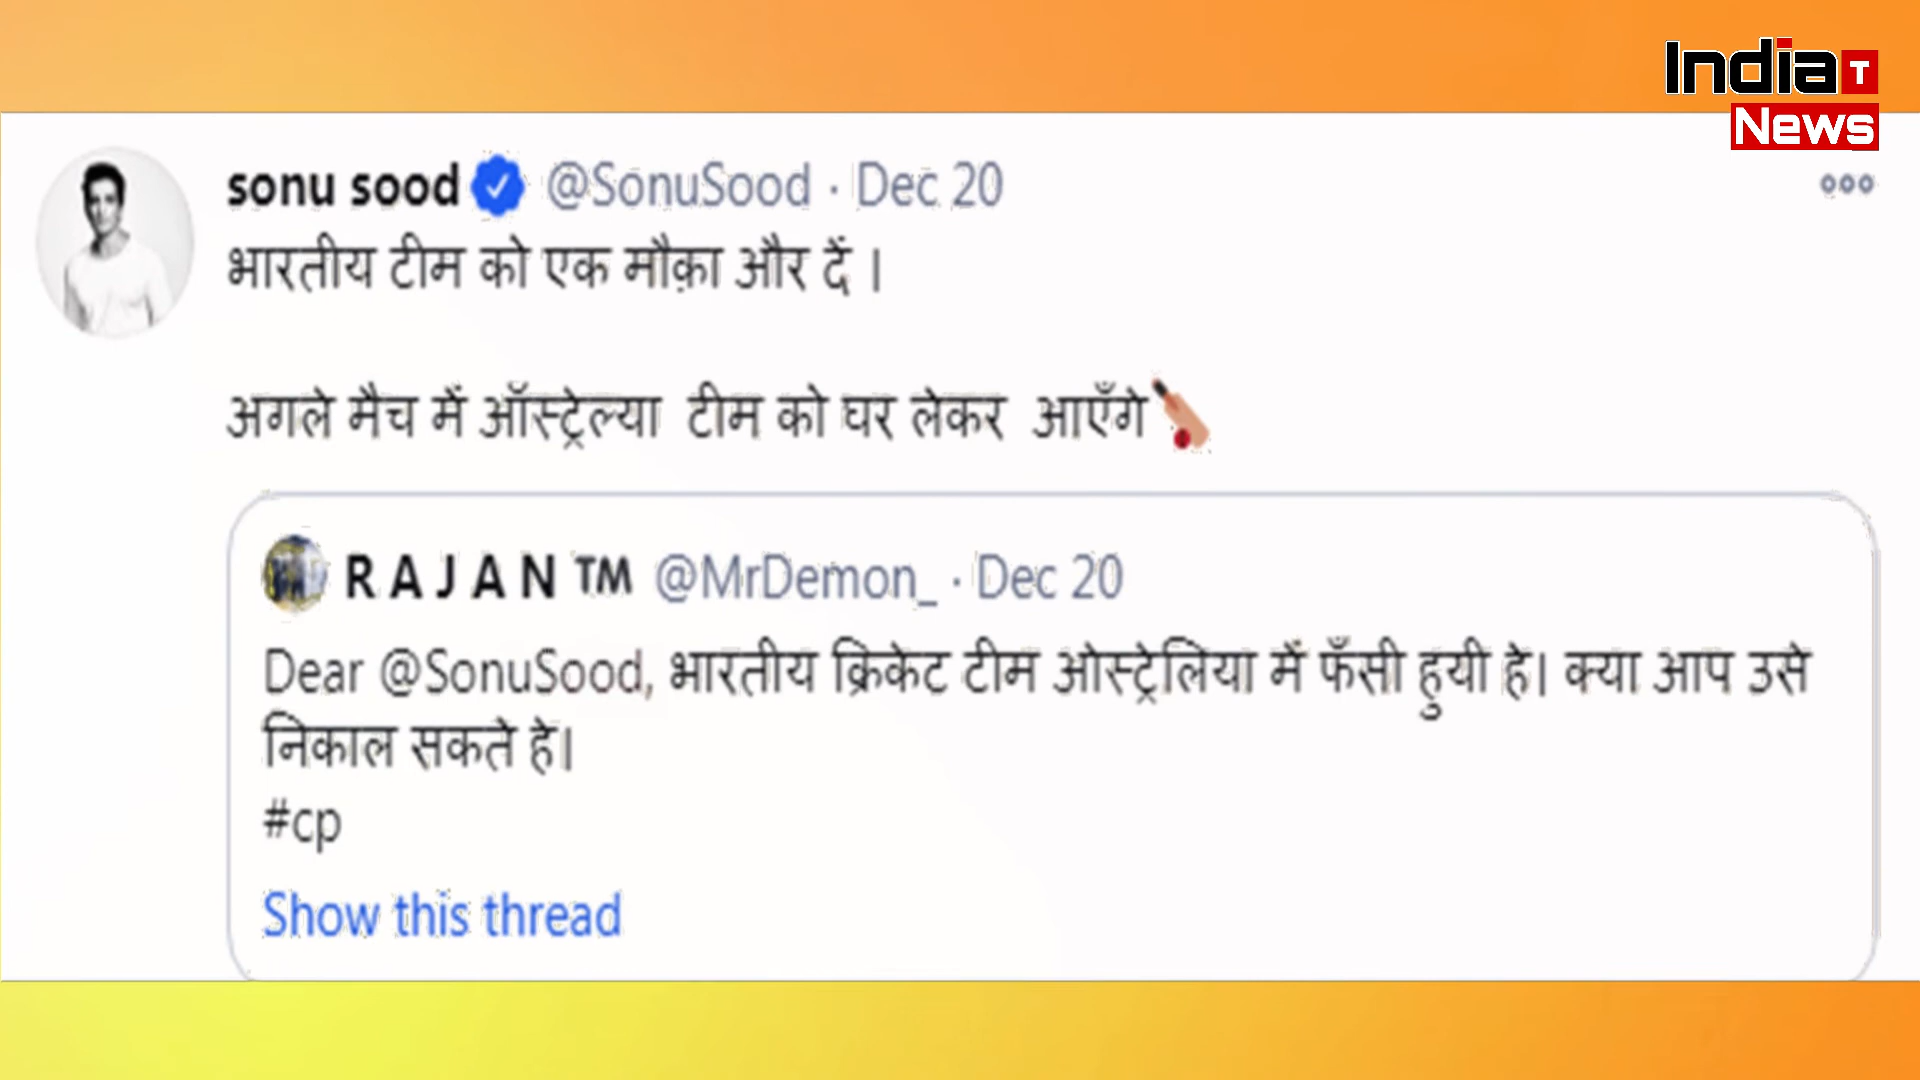 India T
News
sonu sood @SonuSood · Dec 20
भारतीय टीम को एक मौक़ा और दें ।
अगले मैच में ऑस्ट्रेल्या टीम को घर लेकर आएँगे
R A J A N ™ @MrDemon_ · Dec 20
Dear @SonuSood, भारतीय क्रिकेट टीम ओस्ट्रेलिया में फँसी हुयी हे। क्या आप उसे
निकाल सकते हे।
#cp
Show this thread